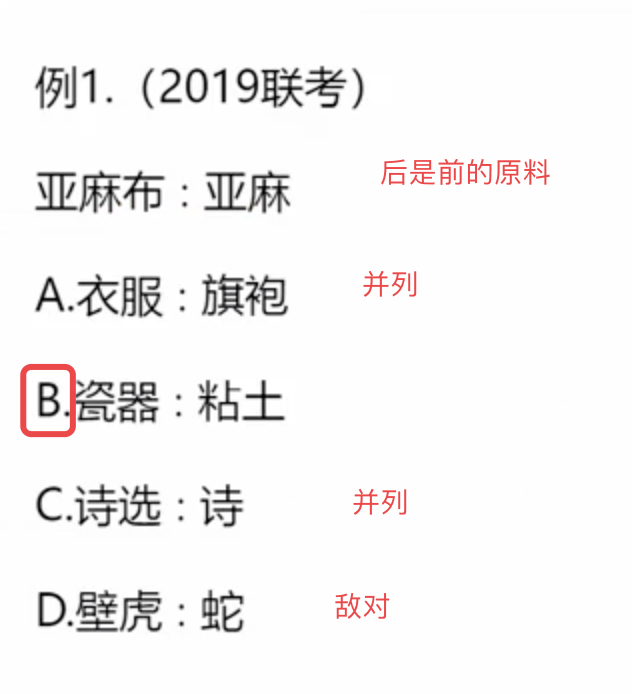 例1.（2019联考）
亚麻布：亚麻 后是前的原料
A.衣服：旗袍 并列
B.瓷器：粘土
C.诗选：诗 并列
D.壁虎：蛇 敌对